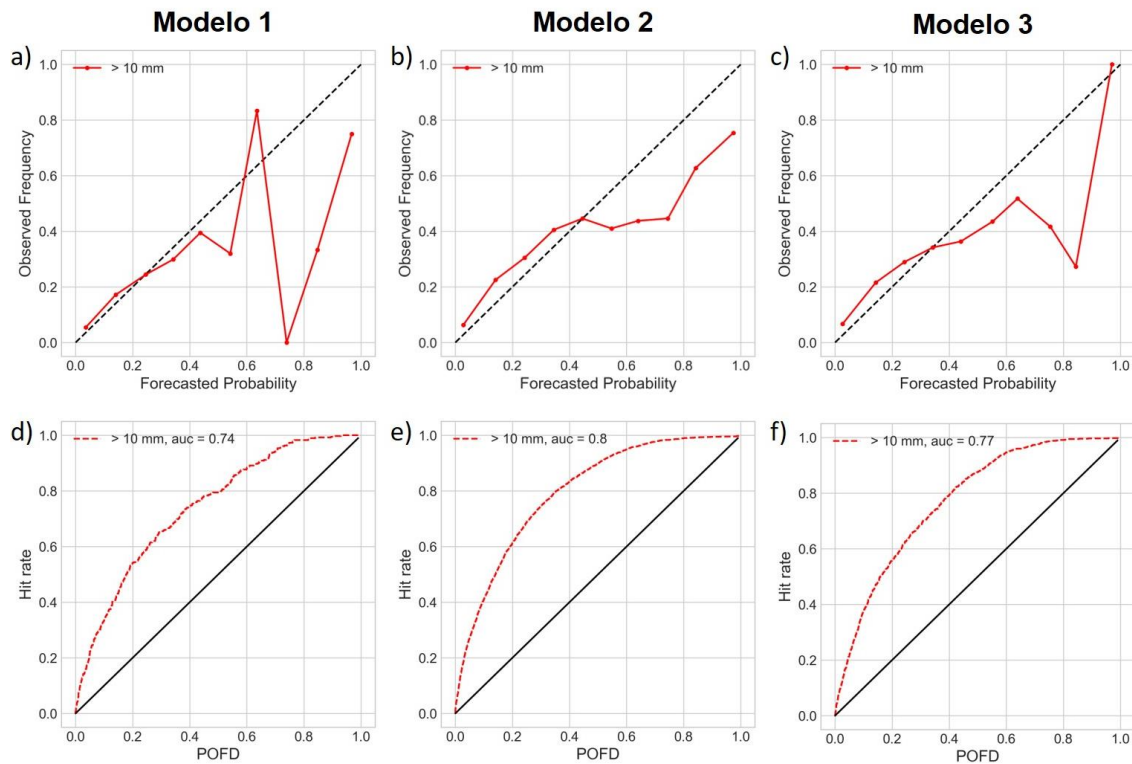 Modelo 1
Modelo 2
Modelo 3
a)
1.0
0.8
0.6
0.4
0.2
0.0
> 10 mm
Observed Frequency
0.0 0.2 0.4 0.6 0.8 1.0
Forecasted Probability
b)
1.0
0.8
0.6
0.4
0.2
0.0
> 10 mm
Observed Frequency
0.0 0.2 0.4 0.6 0.8 1.0
Forecasted Probability
c)
1.0
0.8
0.6
0.4
0.2
0.0
> 10 mm
Observed Frequency
0.0 0.2 0.4 0.6 0.8 1.0
Forecasted Probability
d)
1.0
0.8
0.6
0.4
0.2
0.0
> 10 mm, auc = 0.74
Hit rate
0.0 0.2 0.4 0.6 0.8 1.0
POFD
e)
1.0
0.8
0.6
0.4
0.2
0.0
> 10 mm, auc = 0.8
Hit rate
0.0 0.2 0.4 0.6 0.8 1.0
POFD
f)
1.0
0.8
0.6
0.4
0.2
0.0
> 10 mm, auc = 0.77
Hit rate
0.0 0.2 0.4 0.6 0.8 1.0
POFD